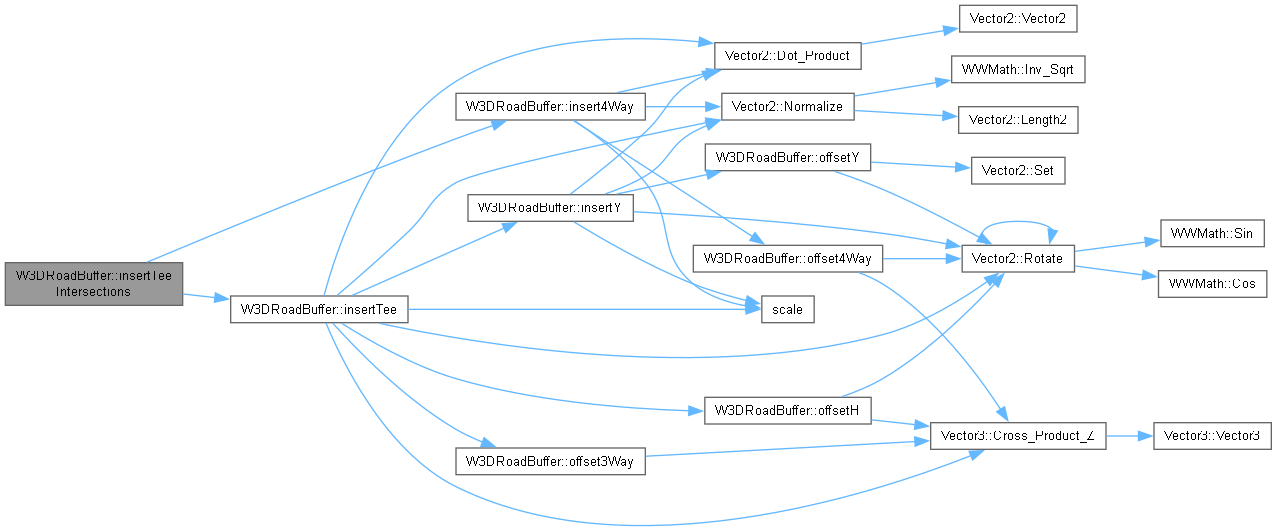 W3DRoadBuffer::insertTee
Intersections
W3DRoadBuffer::insert4Way
W3DRoadBuffer::insertTee
W3DRoadBuffer::insertY
W3DRoadBuffer::offset3Way
Vector2::Dot_Product
Vector2::Normalize
W3DRoadBuffer::offsetY
W3DRoadBuffer::offset4Way
scale
W3DRoadBuffer::offsetH
Vector2::Vector2
WWMath::Inv_Sqrt
Vector2::Length2
Vector2::Set
Vector2::Rotate
Vector3::Cross_Product_Z
WWMath::Sin
WWMath::Cos
Vector3::Vector3